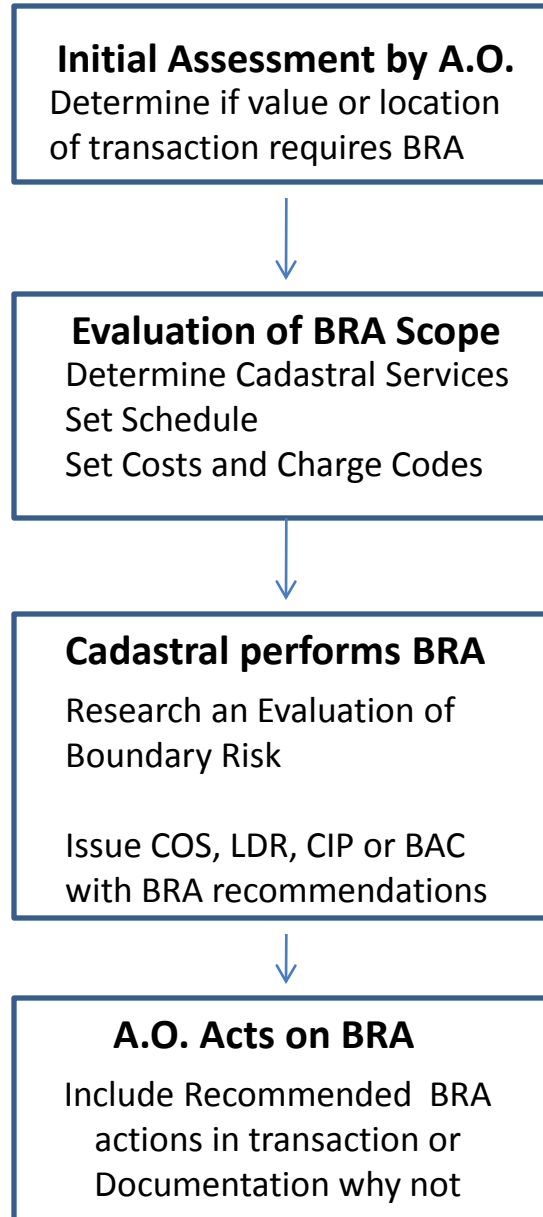 Initial Assessment by A.O.
Determine if value or location
of transaction requires BRA
Evaluation of BRA Scope
Determine Cadastral Services
Set Schedule
Set Costs and Charge Codes
Cadastral performs BRA
Research an Evaluation of
Boundary Risk
Issue COS, LDR, CIP or BAC
with BRA recommendations
A.O. Acts on BRA
Include Recommended BRA
actions in transaction or
Documentation why not